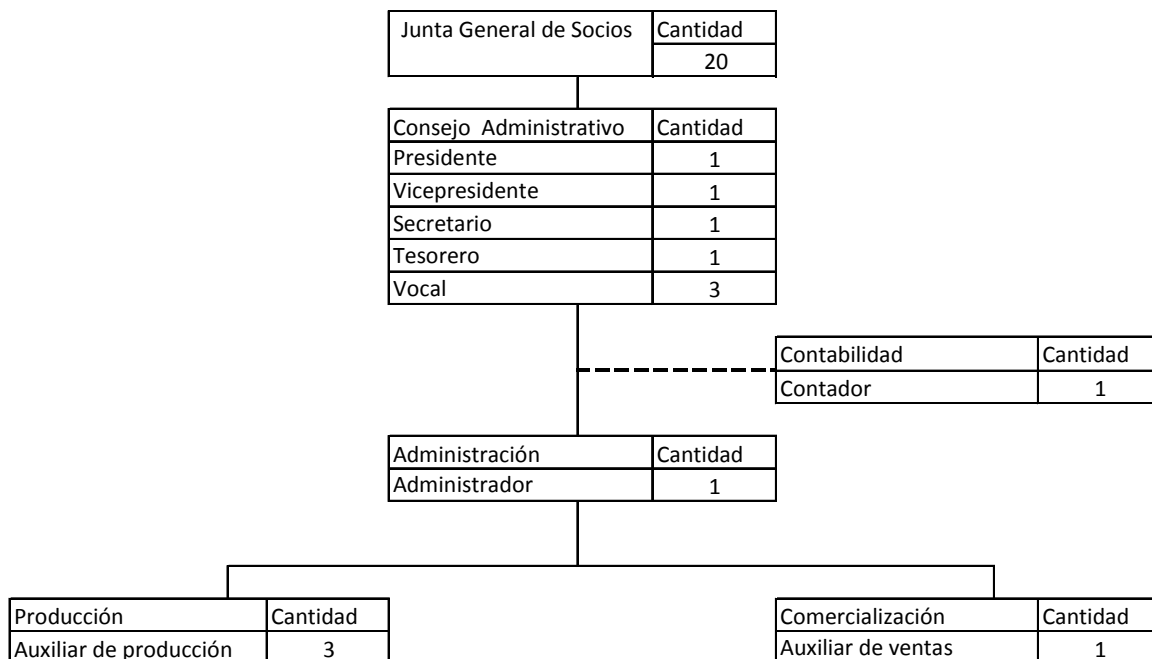 Junta General de Socios Cantidad
20
Consejo Administrativo Cantidad
Presidente 1
Vicepresidente 1
Secretario 1
Tesorero 1
Vocal 3
Contabilidad Cantidad
Contador 1
Administración Cantidad
Administrador 1
Producción Cantidad
Auxiliar de producción 3
Comercialización Cantidad
Auxiliar de ventas 1